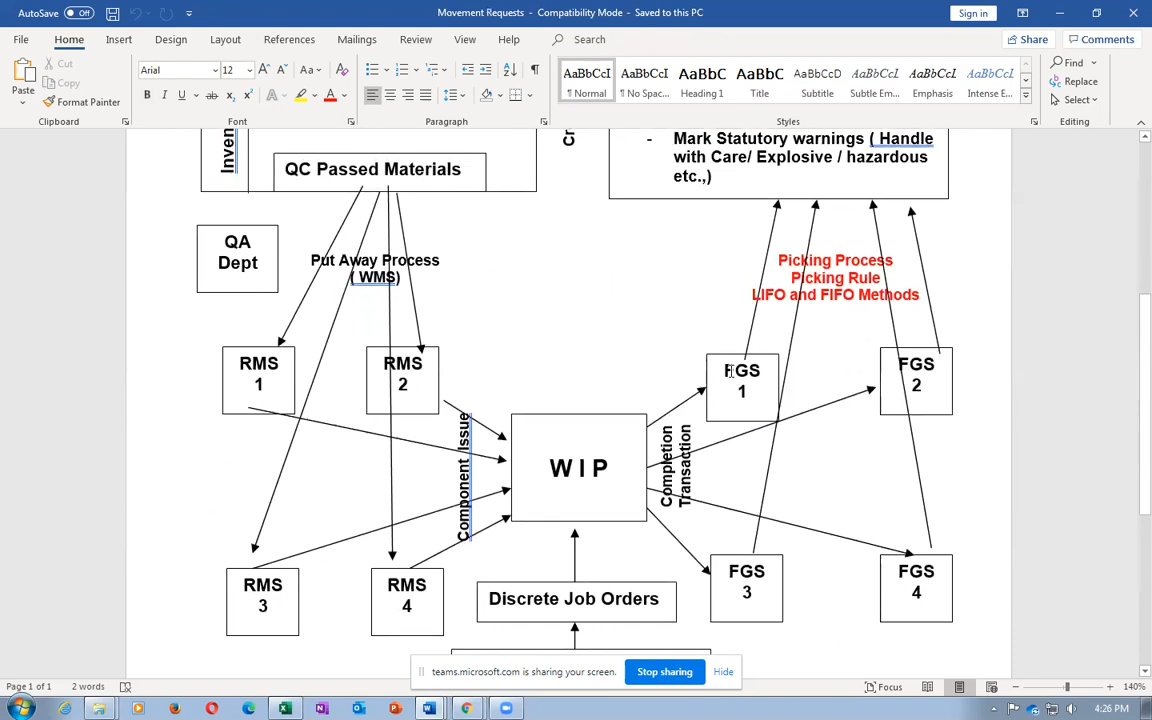 AutoSave Off
Movement Requests - Compatibility Mode - Saved to this PC
Sign in
File Home Insert Design Layout References Mailings Review View Help Search
Share Comments
Paste
Cut
Copy
Format Painter
Clipboard
Arial 12
Font
Paragraph
AaBbCcI AaBbCcI AaBbC AaBbC AaBbCcD AaBbCcI AaBbCcI AaBbCcI
¶ Normal ¶ No Spac... Heading 1 Title Subtitle Subtle Em... Emphasis Intense E...
Styles
Find
Replace
Select
Editing
Inven
QC Passed Materials
- Mark Statutory warnings ( Handle
with Care/ Explosive / hazardous
etc.,)
QA
Dept
Put Away Process
( WMS)
Picking Process
Picking Rule
LIFO and FIFO Methods
RMS
1
RMS
2
FGS
1
FGS
2
Component Issue
W I P
Completion
Transaction
RMS
3
RMS
4
Discrete Job Orders
FGS
3
FGS
4
teams.microsoft.com is sharing your screen. Stop sharing Hide
Page 1 of 1 2 words
Focus
140%
4:26 PM